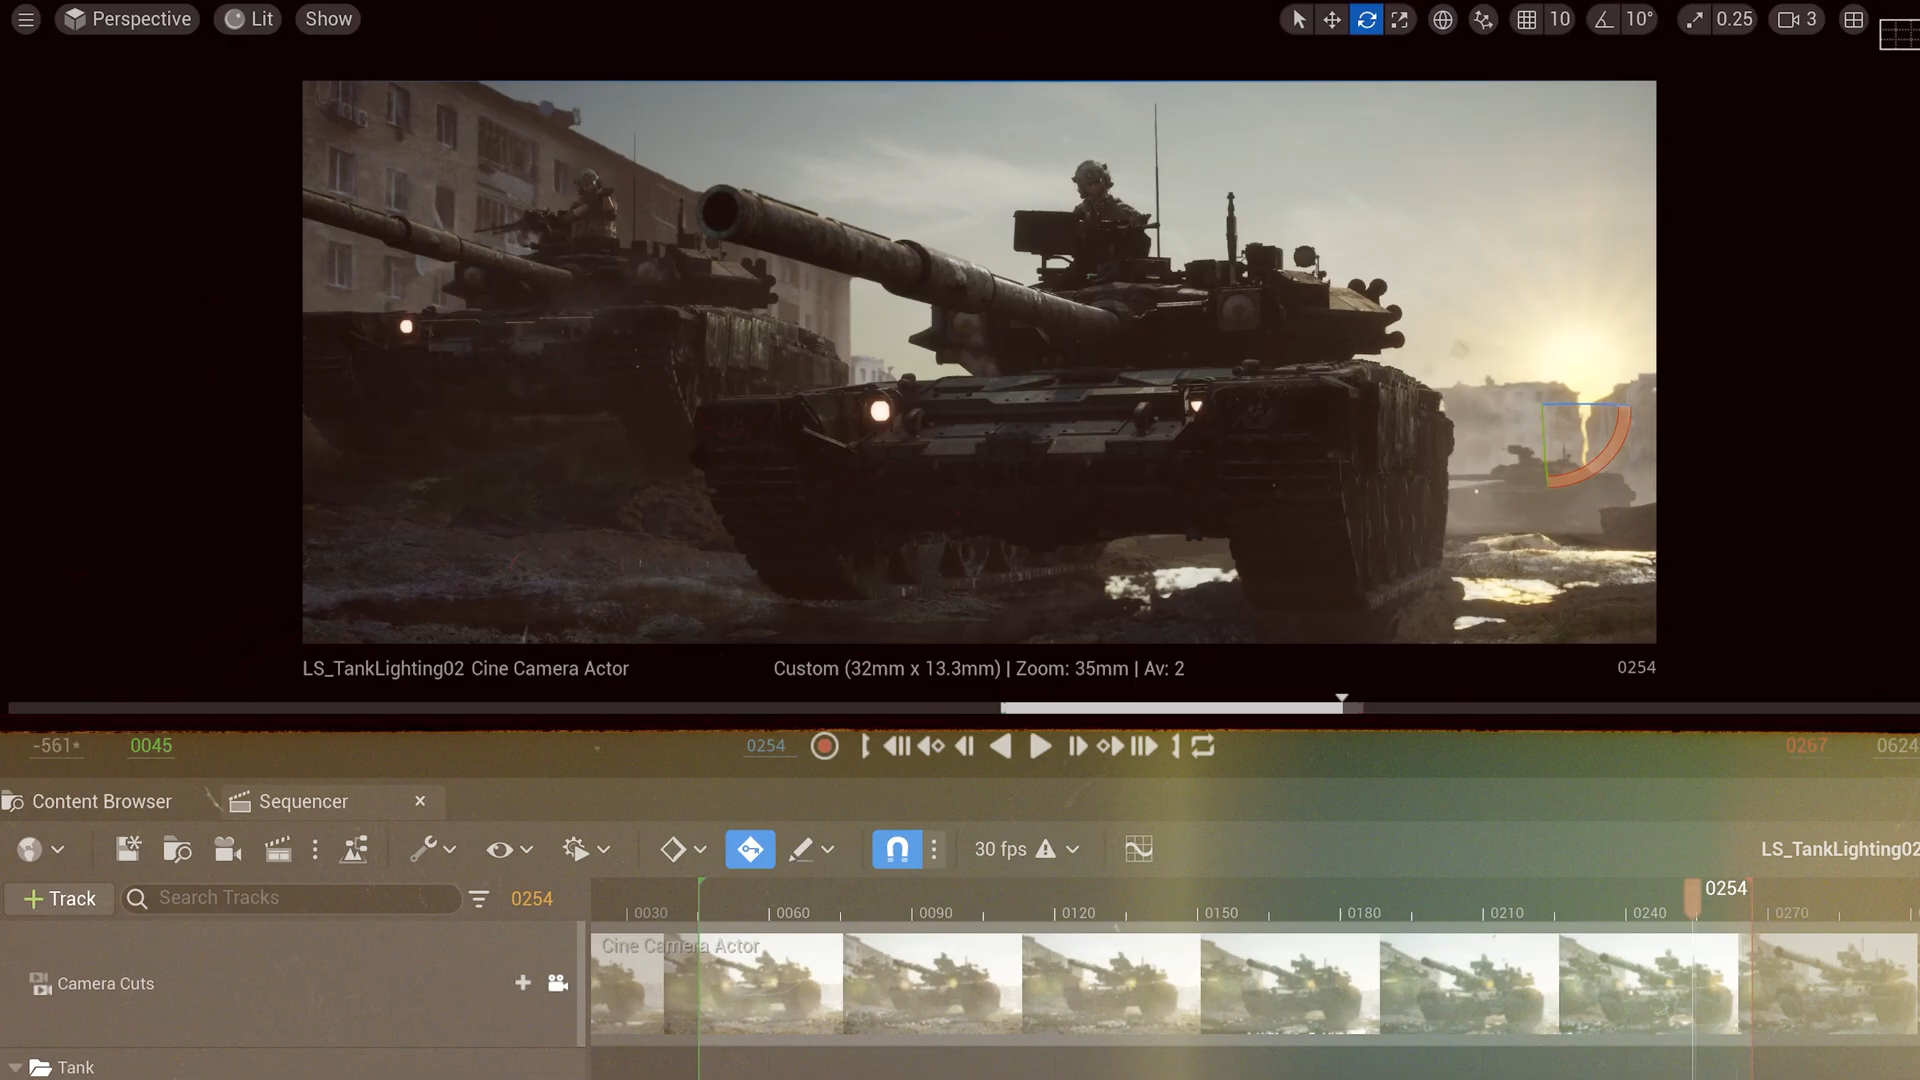 Perspective Lit Show 10 10° 0.25 3
LS_TankLighting02 Cine Camera Actor Custom (32mm x 13.3mm) | Zoom: 35mm | Av: 2 0254
-561* 0045 0254 0267 0624
Content Browser Sequencer
30 fps LS_TankLighting02
Track Search Tracks 0254 0254
0030 0060 0090 0120 0150 0180 0210 0240 0270
Cine Camera Actor
Camera Cuts
Tank